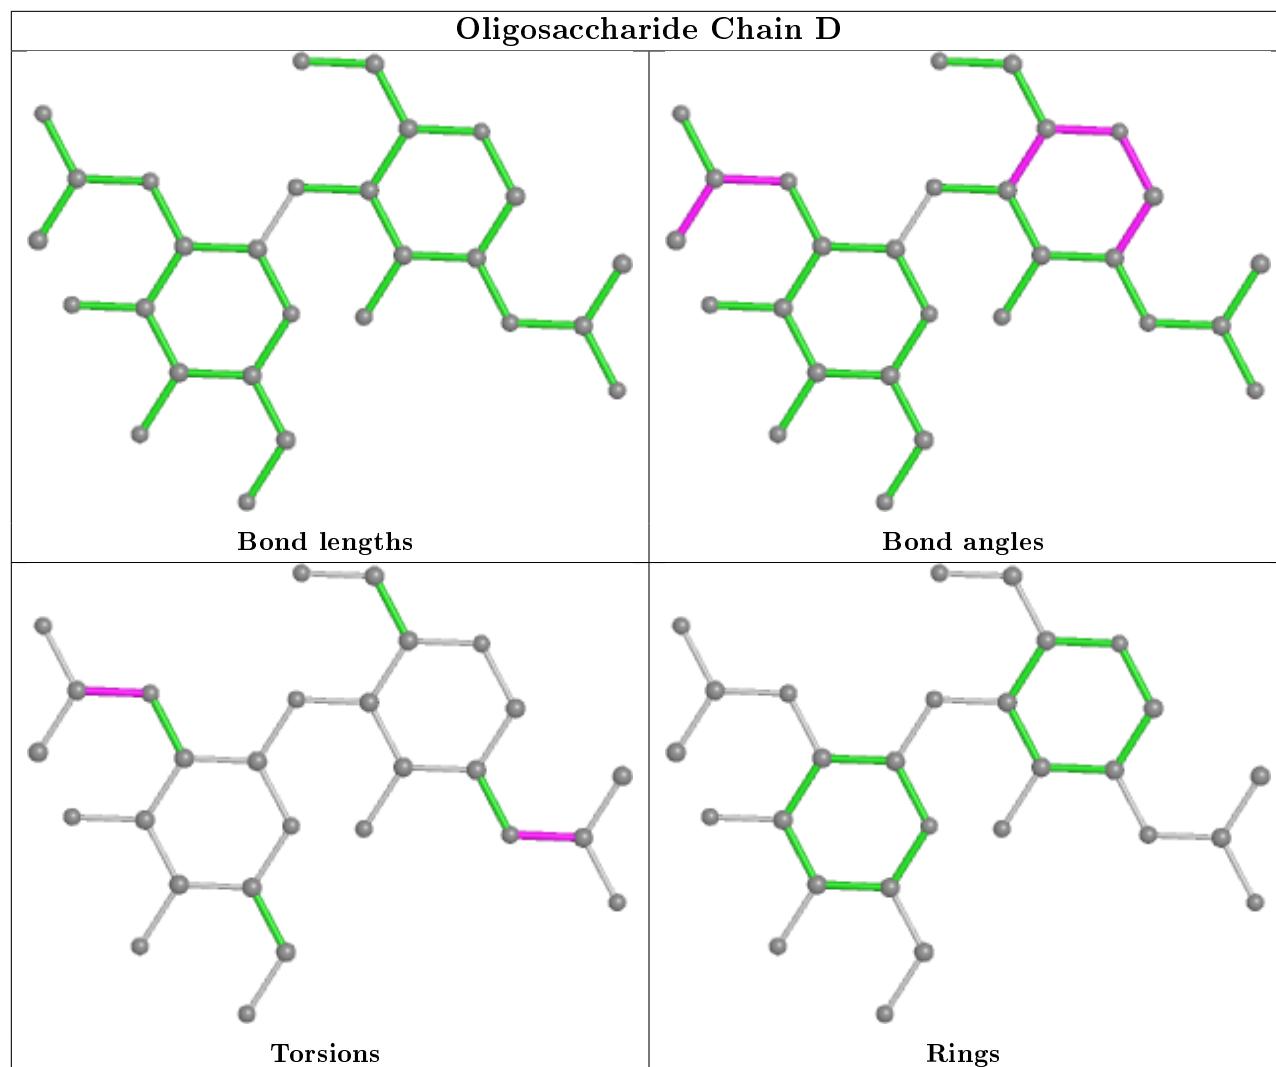 Oligosaccharide Chain D
Bond lengths
Bond angles
Torsions
Rings